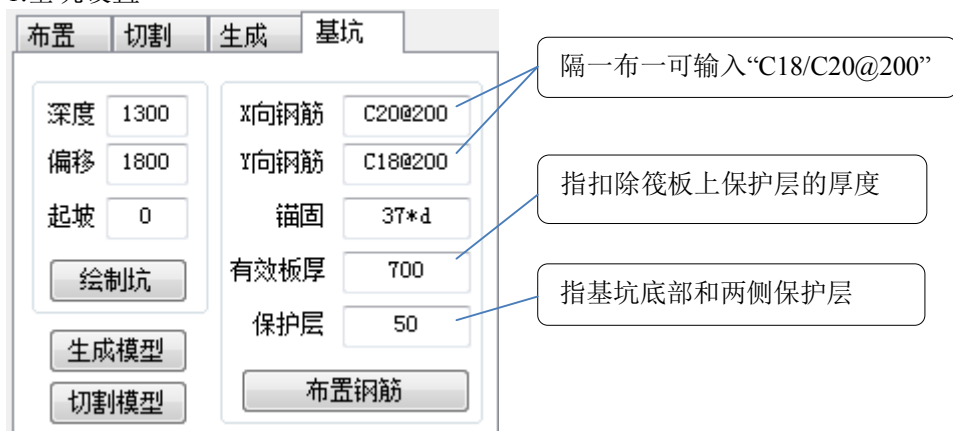 布置 切割 生成 基坑
隔一布一可输入“C18/C20@200”
深度 1300 X向钢筋 C20@200
偏移 1800 Y向钢筋 C18@200
指扣除筏板上保护层的厚度
起坡 0 锚固 37*d
绘制坑 有效板厚 700
指基坑底部和两侧保护层
保护层 50
生成模型
切割模型 布置钢筋